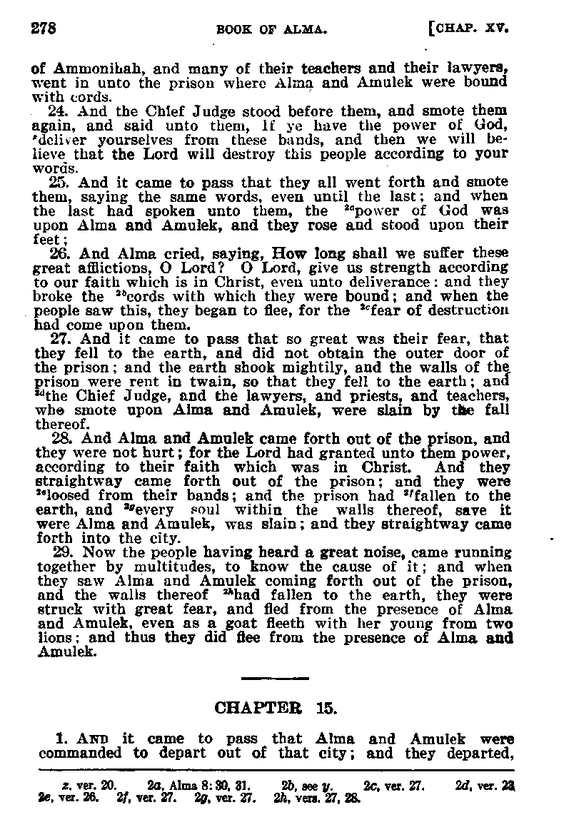 278 BOOK OF ALMA. [CHAP. XV.
of Ammonihah, and many of their teachers and their lawyers,
went in unto the prison where Alma and Amulek were bound
with cords.
24. And the Chief Judge stood before them, and smote them
again, and said unto them, If ye have the power of God,
ᶻdeliver yourselves from these bands, and then we will be-
lieve that the Lord will destroy this people according to your
words.
25. And it came to pass that they all went forth and smote
them, saying the same words, even until the last; and when
the last had spoken unto them, the ²ᵃpower of God was
upon Alma and Amulek, and they rose and stood upon their
feet;
26. And Alma cried, saying, How long shall we suffer these
great afflictions, O Lord? O Lord, give us strength according
to our faith which is in Christ, even unto deliverance: and they
broke the ²ᵇcords with which they were bound; and when the
people saw this, they began to flee, for the ²ᶜfear of destruction
had come upon them.
27. And it came to pass that so great was their fear, that
they fell to the earth, and did not obtain the outer door of
the prison; and the earth shook mightily, and the walls of the
prison were rent in twain, so that they fell to the earth; and
²ᵈthe Chief Judge, and the lawyers, and priests, and teachers,
who smote upon Alma and Amulek, were slain by the fall
thereof.
28. And Alma and Amulek came forth out of the prison, and
they were not hurt; for the Lord had granted unto them power,
according to their faith which was in Christ. And they
straightway came forth out of the prison; and they were
²ᵉloosed from their bands; and the prison had ²ᶠfallen to the
earth, and ²ᵍevery soul within the walls thereof, save it
were Alma and Amulek, was slain; and they straightway came
forth into the city.
29. Now the people having heard a great noise, came running
together by multitudes, to know the cause of it; and when
they saw Alma and Amulek coming forth out of the prison,
and the walls thereof ²ʰhad fallen to the earth, they were
struck with great fear, and fled from the presence of Alma
and Amulek, even as a goat fleeth with her young from two
lions; and thus they did flee from the presence of Alma and
Amulek.
CHAPTER 15.
1. AND it came to pass that Alma and Amulek were
commanded to depart out of that city; and they departed,
z, ver. 20. 2a, Alma 8: 30, 31. 2b, see y. 2c, ver. 27. 2d, ver. 23.
2e, ver. 26. 2f, ver. 27. 2g, ver. 27. 2h, vers. 27, 28.